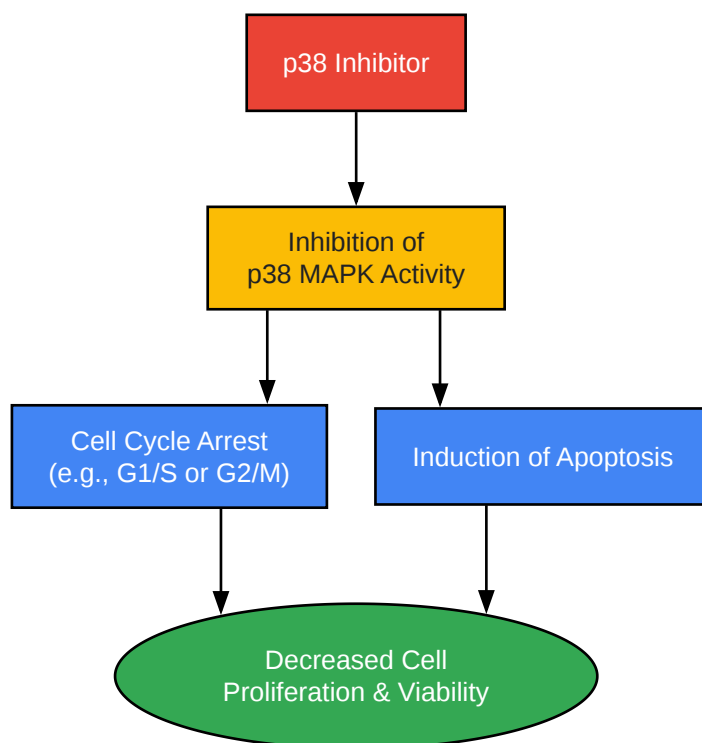 p38 Inhibitor
Inhibition of
p38 MAPK Activity
Cell Cycle Arrest
(e.g., G1/S or G2/M)
Induction of Apoptosis
Decreased Cell
Proliferation & Viability